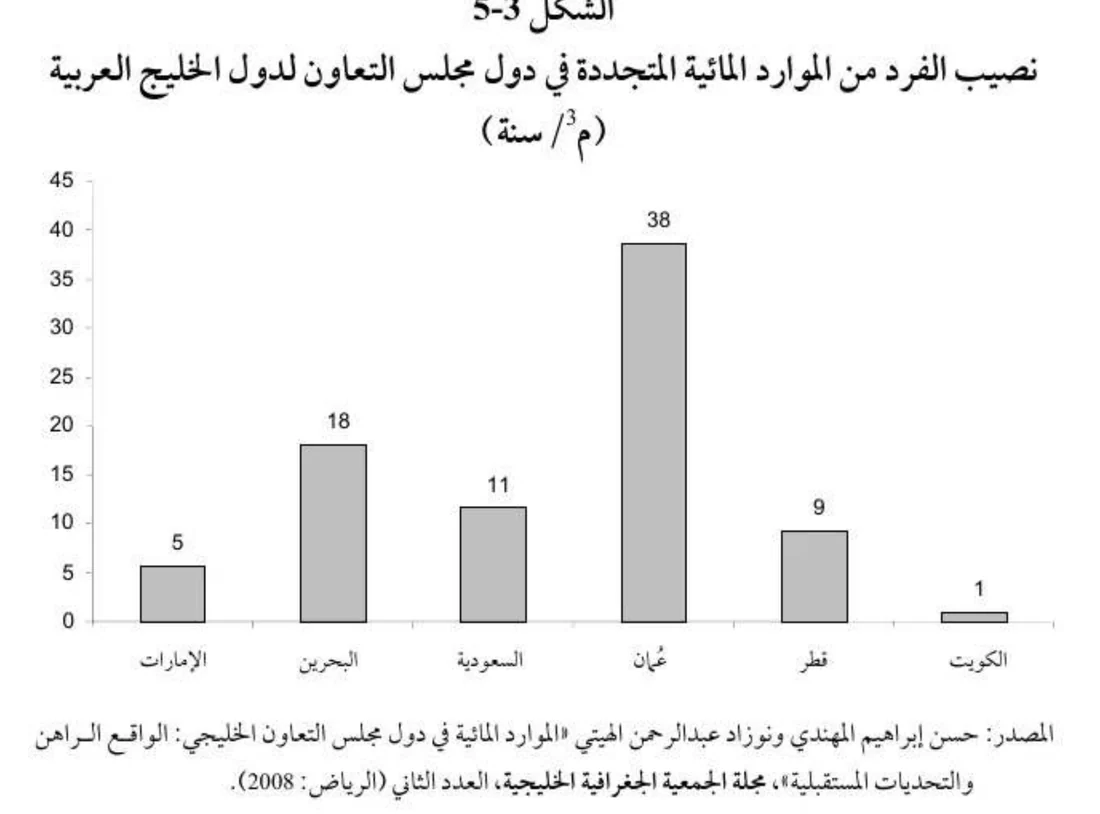 الشكل 3-5
نصيب الفرد من الموارد المائية المتجددة في دول مجلس التعاون لدول الخليج العربية
(م³/ سنة)
45
40
35
30
25
20
15
10
5
0
5
18
11
38
9
1
الإمارات
البحرين
السعودية
عُمان
قطر
الكويت
المصدر: حسن إبراهيم المهندي ونوزاد عبدالرحمن الهيتي «الموارد المائية في دول مجلس التعاون الخليجي: الواقع الراهن
والتحديات المستقبلية»، مجلة الجمعية الجغرافية الخليجية، العدد الثاني (الرياض: 2008).